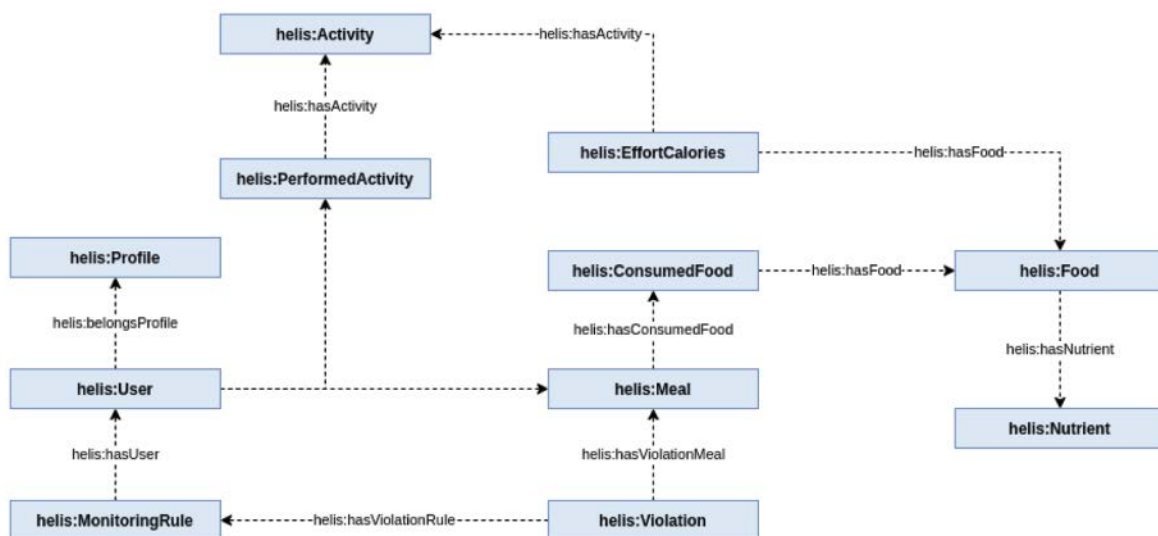 helis:Activity
helis:hasActivity
helis:hasActivity
helis:EffortCalories
helis:hasFood
helis:PerformedActivity
helis:Profile
helis:ConsumedFood
helis:hasFood
helis:Food
helis:belongsProfile
helis:hasConsumedFood
helis:hasNutrient
helis:User
helis:Meal
helis:Nutrient
helis:hasUser
helis:hasViolationMeal
helis:MonitoringRule
helis:hasViolationRule
helis:Violation